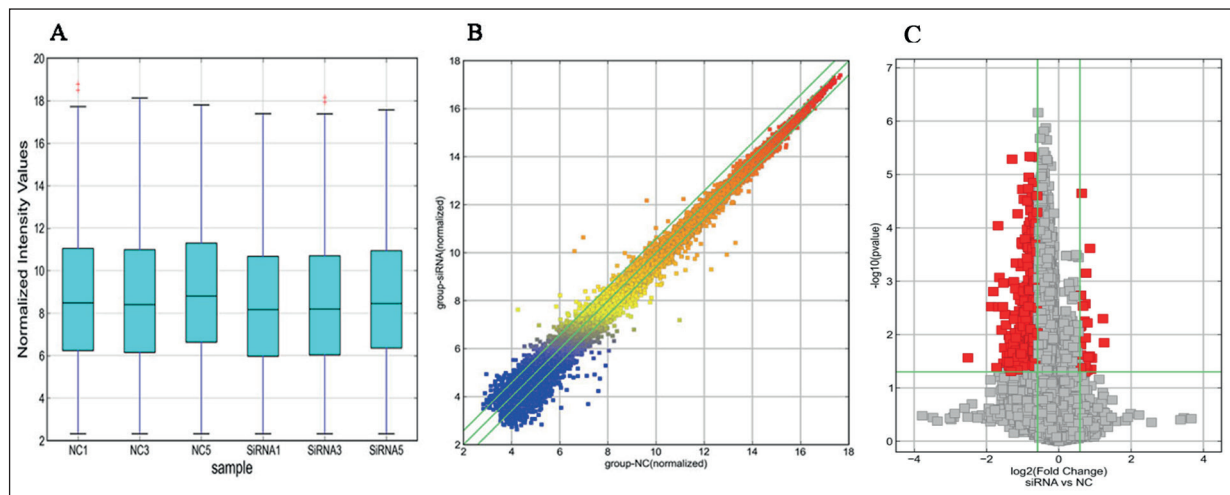 A
Normalized Intensity Values
20
18
16
14
12
10
8
6
4
2
NC1 NC3 NC5 SiRNA1 SiRNA3 SiRNA5
sample
B
group-siRNA(normalized)
18
16
14
12
10
8
6
4
2
2 4 6 8 10 12 14 16 18
group-NC(normalized)
C
-log10(pvalue)
7
6
5
4
3
2
1
0
−4 −2 0 2 4
log2(Fold Change)
siRNA vs NC